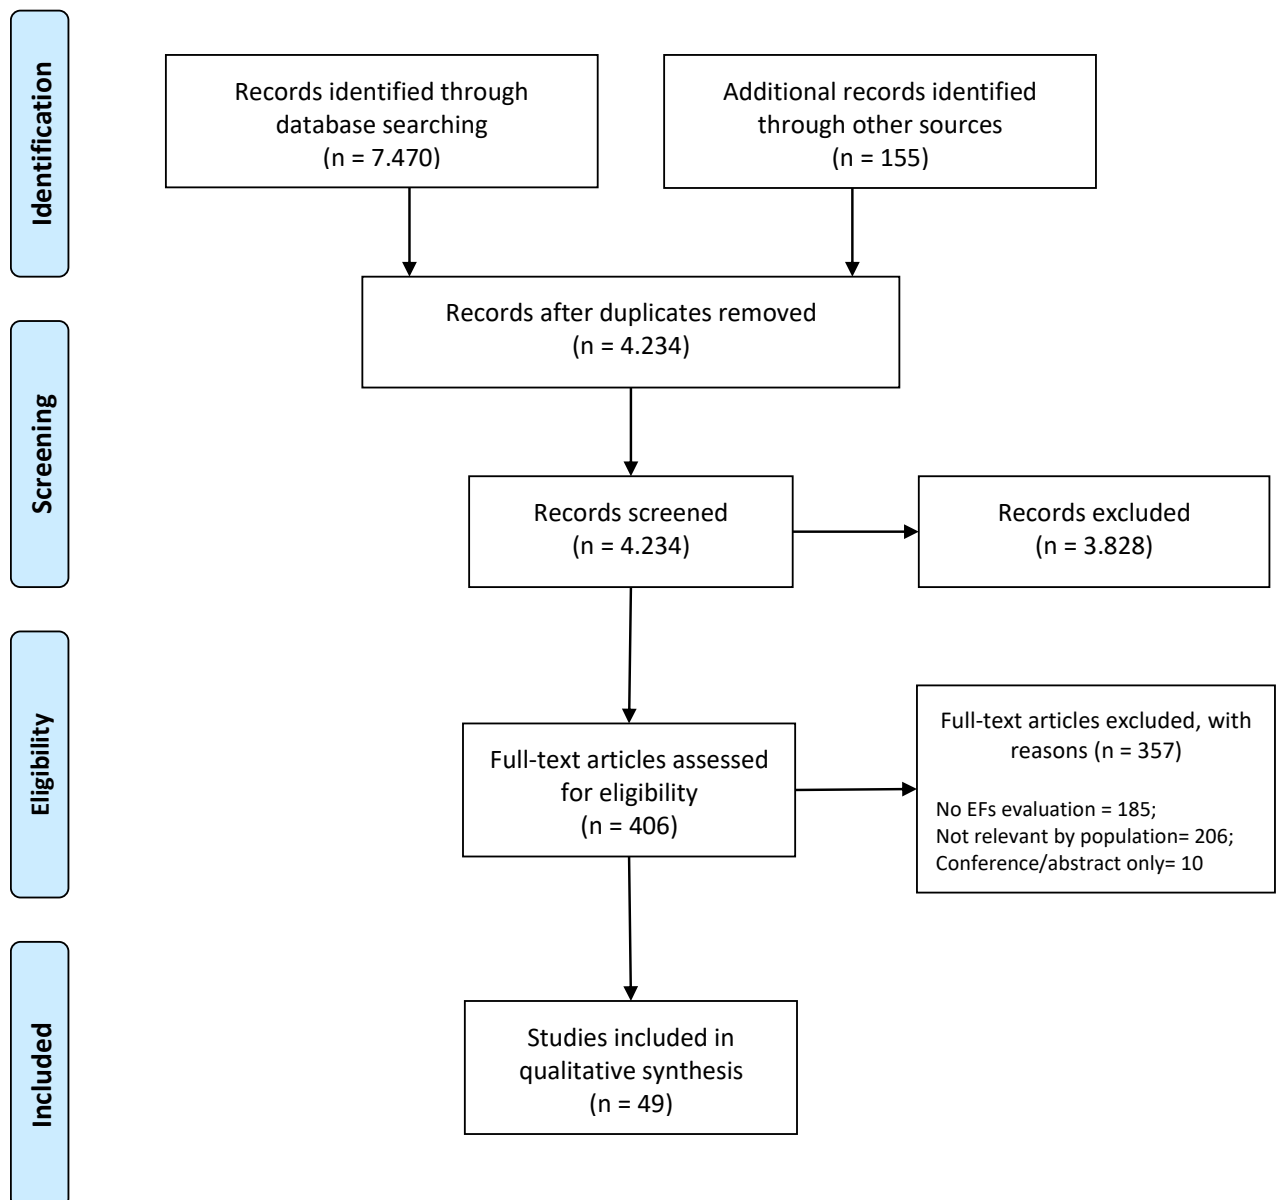 Identification
Records identified through
database searching
(n = 7.470)
Additional records identified
through other sources
(n = 155)
Records after duplicates removed
(n = 4.234)
Screening
Records screened
(n = 4.234)
Records excluded
(n = 3.828)
Eligibility
Full-text articles assessed
for eligibility
(n = 406)
Full-text articles excluded, with
reasons (n = 357)
No EFs evaluation = 185;
Not relevant by population= 206;
Conference/abstract only= 10
Included
Studies included in
qualitative synthesis
(n = 49)